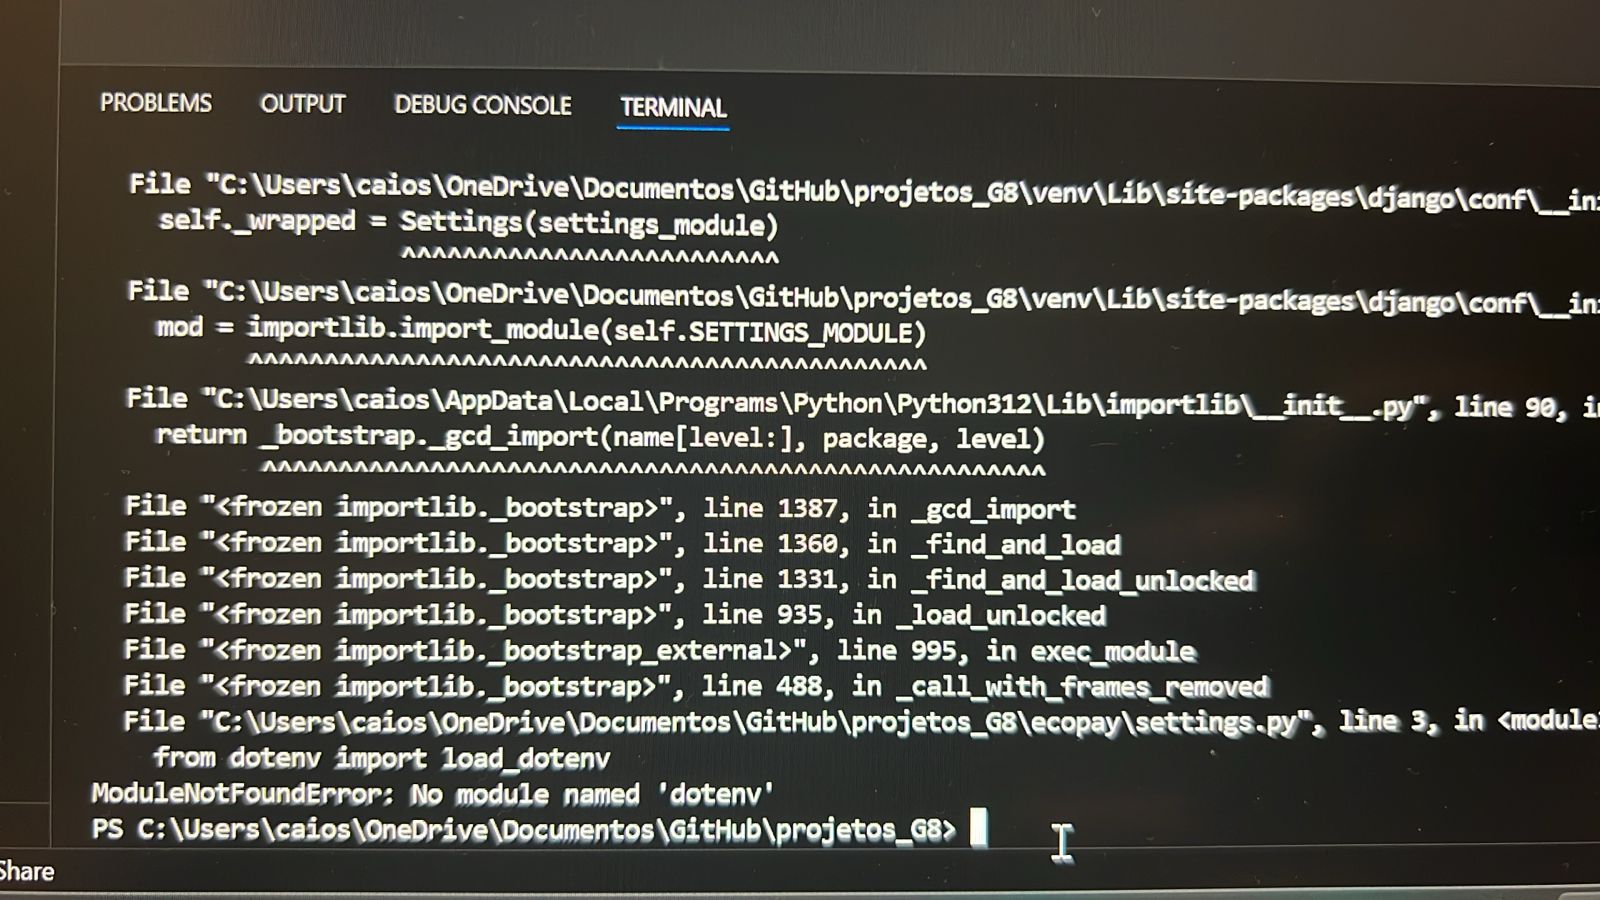 PROBLEMS OUTPUT DEBUG CONSOLE TERMINAL
File "C:\Users\caios\OneDrive\Documentos\GitHub\projetos_G8\venv\Lib\site-packages\django\conf\__ini
self._wrapped = Settings(settings_module)
^^^^^^^^^^^^^^^^^^^^^^^^^
File "C:\Users\caios\OneDrive\Documentos\GitHub\projetos_G8\venv\Lib\site-packages\django\conf\__ini
mod = importlib.import_module(self.SETTINGS_MODULE)
^^^^^^^^^^^^^^^^^^^^^^^^^^^^^^^^^^^^^^^^^^^^^
File "C:\Users\caios\AppData\Local\Programs\Python\Python312\Lib\importlib\__init__.py", line 90, in
return _bootstrap._gcd_import(name[level:], package, level)
^^^^^^^^^^^^^^^^^^^^^^^^^^^^^^^^^^^^^^^^^^^^^^^^^^^^
File "<frozen importlib._bootstrap>", line 1387, in _gcd_import
File "<frozen importlib._bootstrap>", line 1360, in _find_and_load
File "<frozen importlib._bootstrap>", line 1331, in _find_and_load_unlocked
File "<frozen importlib._bootstrap>", line 935, in _load_unlocked
File "<frozen importlib._bootstrap_external>", line 995, in exec_module
File "<frozen importlib._bootstrap>", line 488, in _call_with_frames_removed
File "C:\Users\caios\OneDrive\Documentos\GitHub\projetos_G8\ecopay\settings.py", line 3, in <module>
from dotenv import load_dotenv
ModuleNotFoundError: No module named 'dotenv'
PS C:\Users\caios\OneDrive\Documentos\GitHub\projetos_G8>
Share